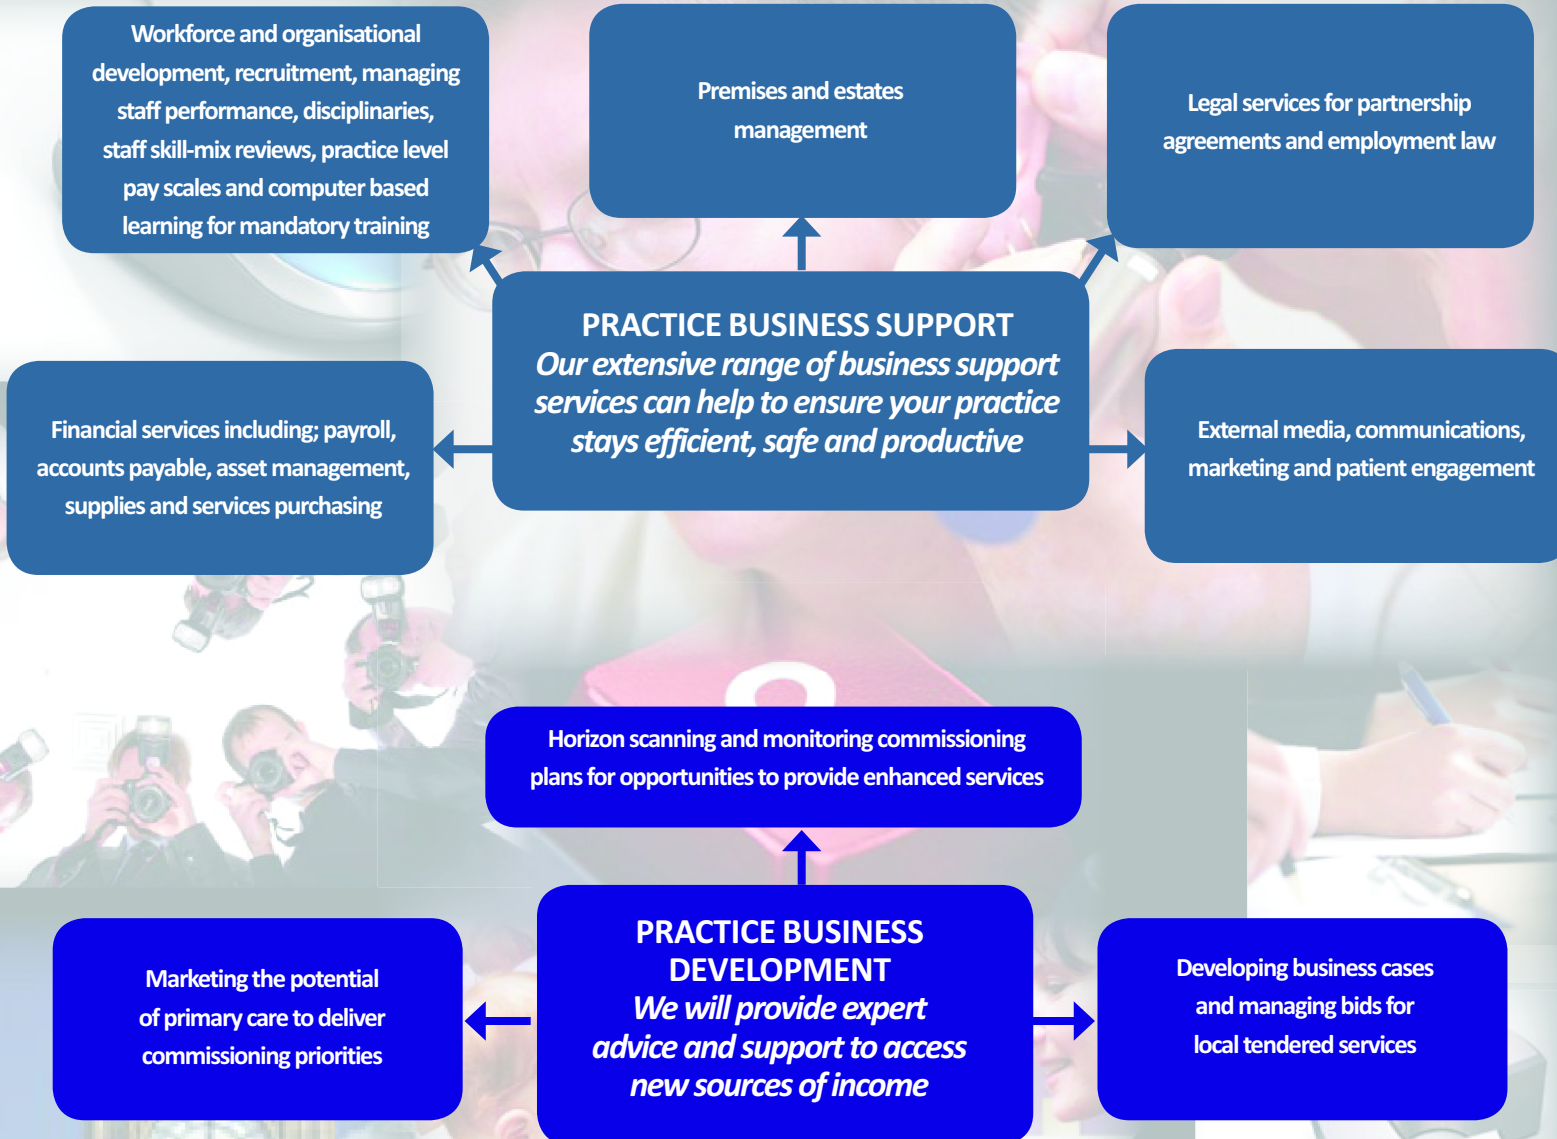 Workforce and organisational
development, recruitment, managing
staff performance, disciplinaries,
staff skill-mix reviews, practice level
pay scales and computer based
learning for mandatory training
Premises and estates
management
Legal services for partnership
agreements and employment law
PRACTICE BUSINESS SUPPORT
Our extensive range of business support
services can help to ensure your practice
stays efficient, safe and productive
Financial services including; payroll,
accounts payable, asset management,
supplies and services purchasing
External media, communications,
marketing and patient engagement
Horizon scanning and monitoring commissioning
plans for opportunities to provide enhanced services
PRACTICE BUSINESS
DEVELOPMENT
We will provide expert
advice and support to access
new sources of income
Marketing the potential
of primary care to deliver
commissioning priorities
Developing business cases
and managing bids for
local tendered services